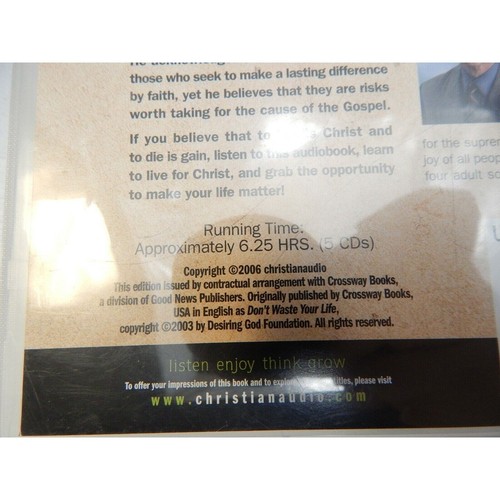 those who seek to make a lasting difference
by faith, yet he believes that they are risks
worth taking for the cause of the Gospel.
If you believe that to Christ and
to die is gain, listen to this audiobook, learn
to live for Christ, and grab the opportunity
to make your life matter!
for the
joy of all
four adult
Running Time:
Approximately 6.25 HRS. (5 CDs)
Copyright ©2006 christianaudio
This edition issued by contractual arrangement with Crossway Books,
a division of Good News Publishers. Originally published by Crossway Books,
USA in English as Don't Waste Your Life,
copyright ©2003 by Desiring God Foundation. All rights reserved.
listen enjoy think grow
To offer your impressions of this book and to please visit
www.christianaudio.com